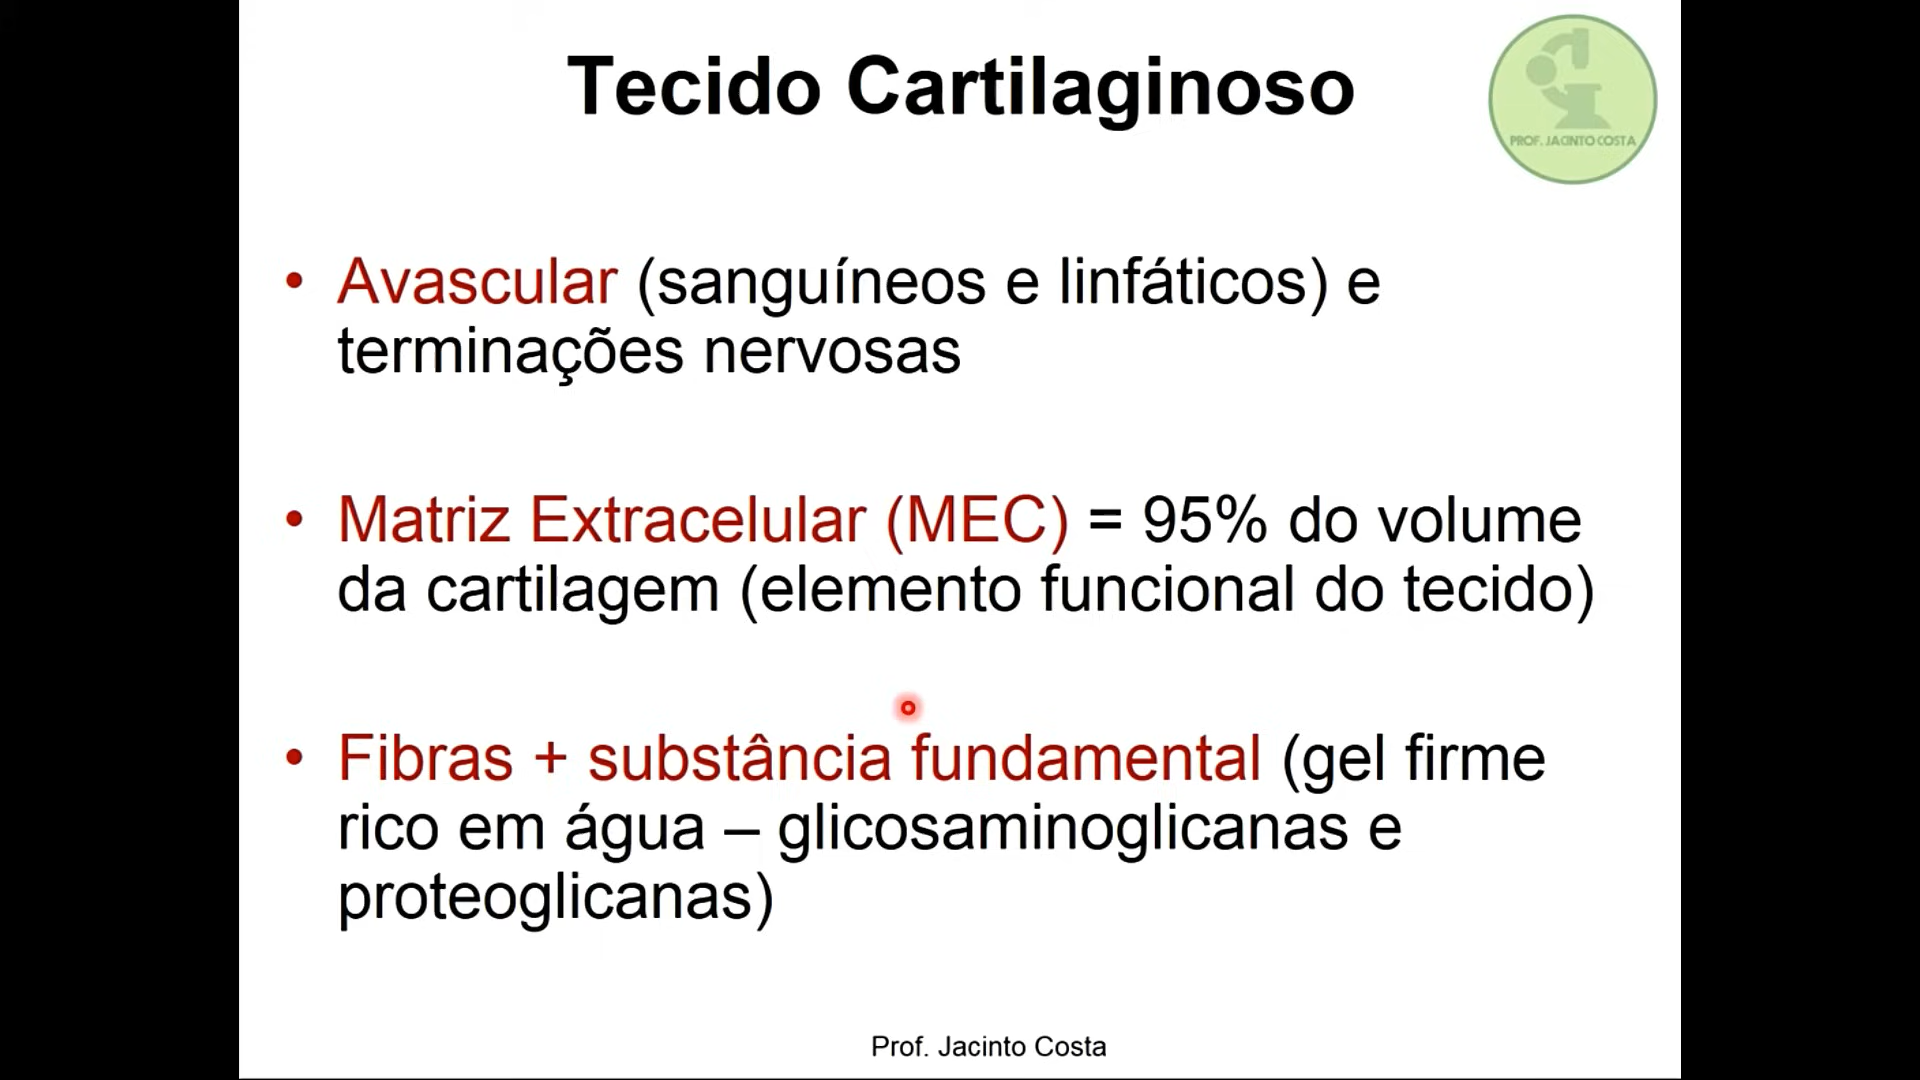 Tecido Cartilaginoso
PROF. JACINTO COSTA
• Avascular (sanguíneos e linfáticos) e
terminações nervosas
• Matriz Extracelular (MEC) = 95% do volume
da cartilagem (elemento funcional do tecido)
• Fibras + substância fundamental (gel firme
rico em água – glicosaminoglicanas e
proteoglicanas)
Prof. Jacinto Costa